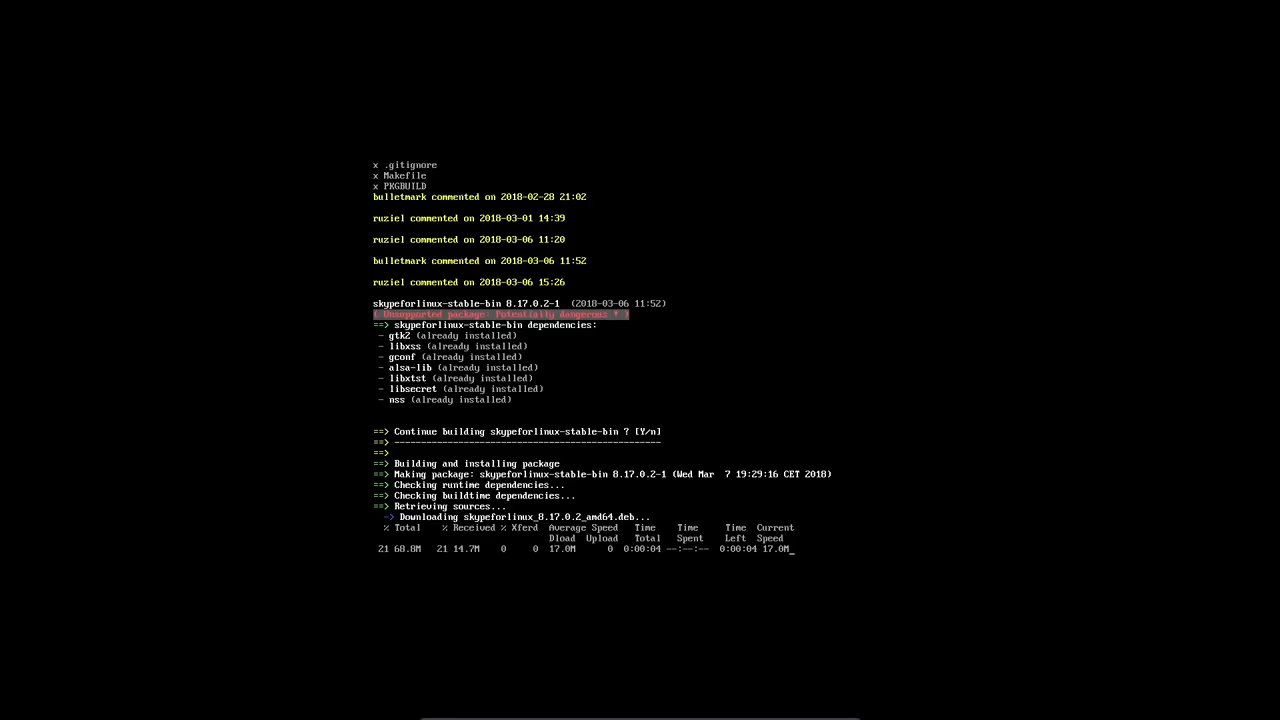 x .gitignore
x Makefile
x PKGBUILD
bulletmark commented on 2018-02-28 21:02
ruziel commented on 2018-03-01 14:39
ruziel commented on 2018-03-06 11:20
bulletmark commented on 2018-03-06 11:52
ruziel commented on 2018-03-06 15:26
skypeforlinux-stable-bin 8.17.0.2-1  (2018-03-06 11:52)
( Unsupported package: Potentially dangerous ! )
==> skypeforlinux-stable-bin dependencies:
 - gtk2 (already installed)
 - libxss (already installed)
 - gconf (already installed)
 - alsa-lib (already installed)
 - libxtst (already installed)
 - libsecret (already installed)
 - nss (already installed)
==> Continue building skypeforlinux-stable-bin ? [Y/n]
==> --------------------------------------------------
==>
==> Building and installing package
==> Making package: skypeforlinux-stable-bin 8.17.0.2-1 (Wed Mar  7 19:29:16 CET 2018)
==> Checking runtime dependencies...
==> Checking buildtime dependencies...
==> Retrieving sources...
  -> Downloading skypeforlinux_8.17.0.2_amd64.deb...
  % Total    % Received % Xferd  Average Speed   Time    Time     Time  Current
                                 Dload  Upload   Total   Spent    Left  Speed
 21 68.8M   21 14.7M    0     0  17.0M      0  0:00:04 --:--:--  0:00:04 17.0M_